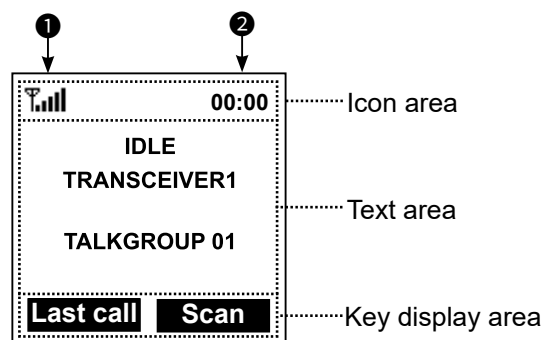 ❶ ❷
00:00 Icon area
IDLE
TRANSCEIVER1
Text area
TALKGROUP 01
Last call Scan Key display area